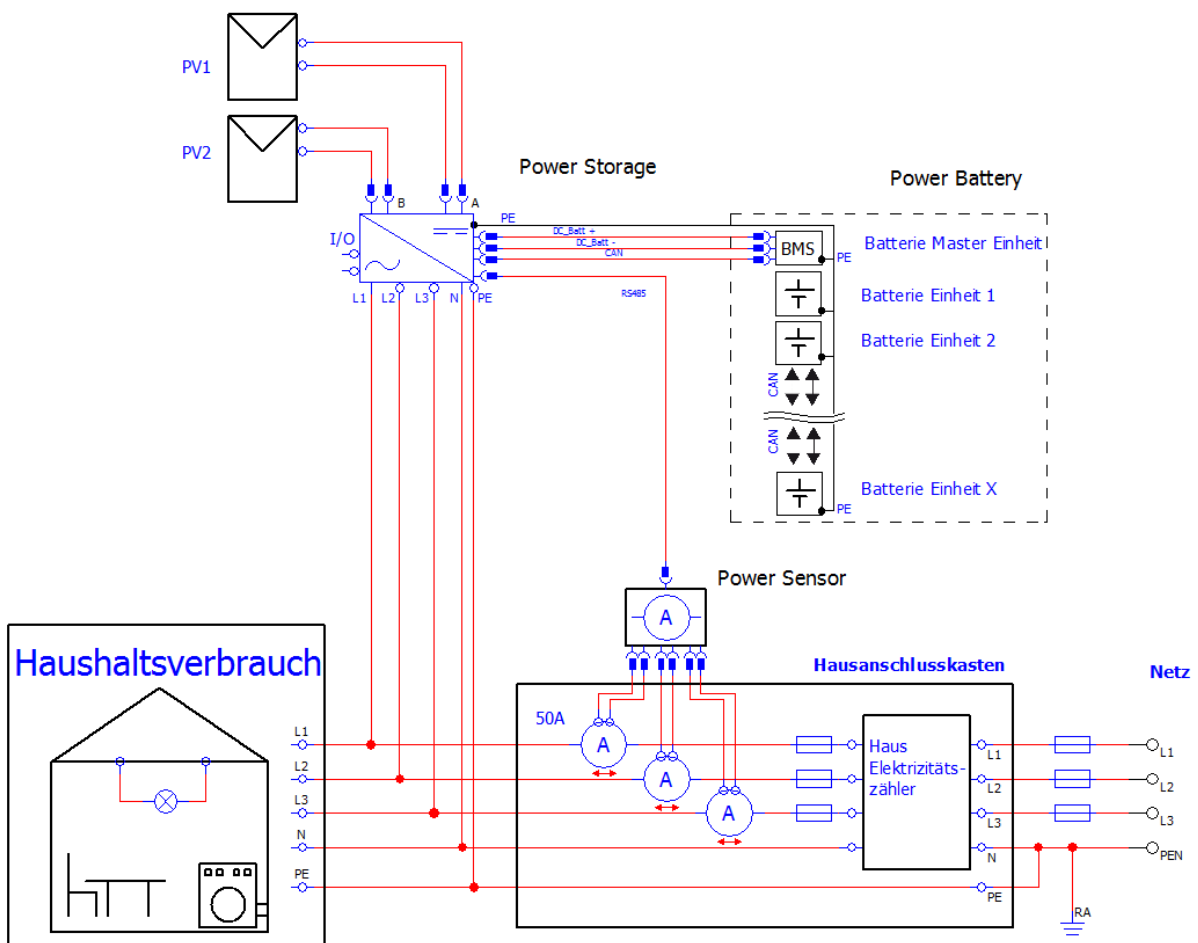 PV1
PV2
Power Storage
Power Battery
B
A
PE
I/O
DC_Batt +
DC_Batt -
CAN
RS485
L1
L2
L3
N
PE
BMS
PE
Batterie Master Einheit
Batterie Einheit 1
Batterie Einheit 2
CAN
CAN
Batterie Einheit X
PE
Power Sensor
A
Haushaltsverbrauch
Hausanschlusskasten
Netz
50A
A
A
A
L1
L2
L3
N
PE
Haus
Elektrizitäts-
zähler
L1
L2
L3
N
PE
L1
L2
L3
PEN
RA